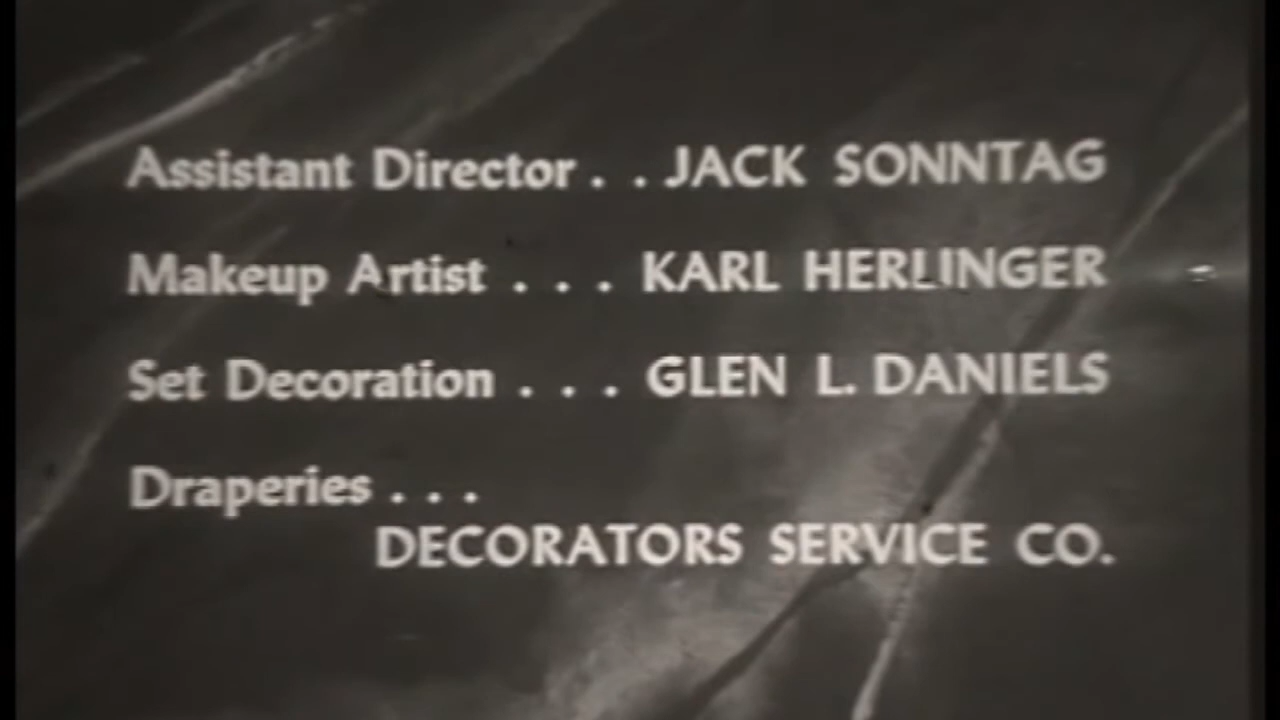 Assistant Director . . JACK SONNTAG
Makeup Artist . . . KARL HERLINGER
Set Decoration . . . GLEN L. DANIELS
Draperies . . .
DECORATORS SERVICE CO.